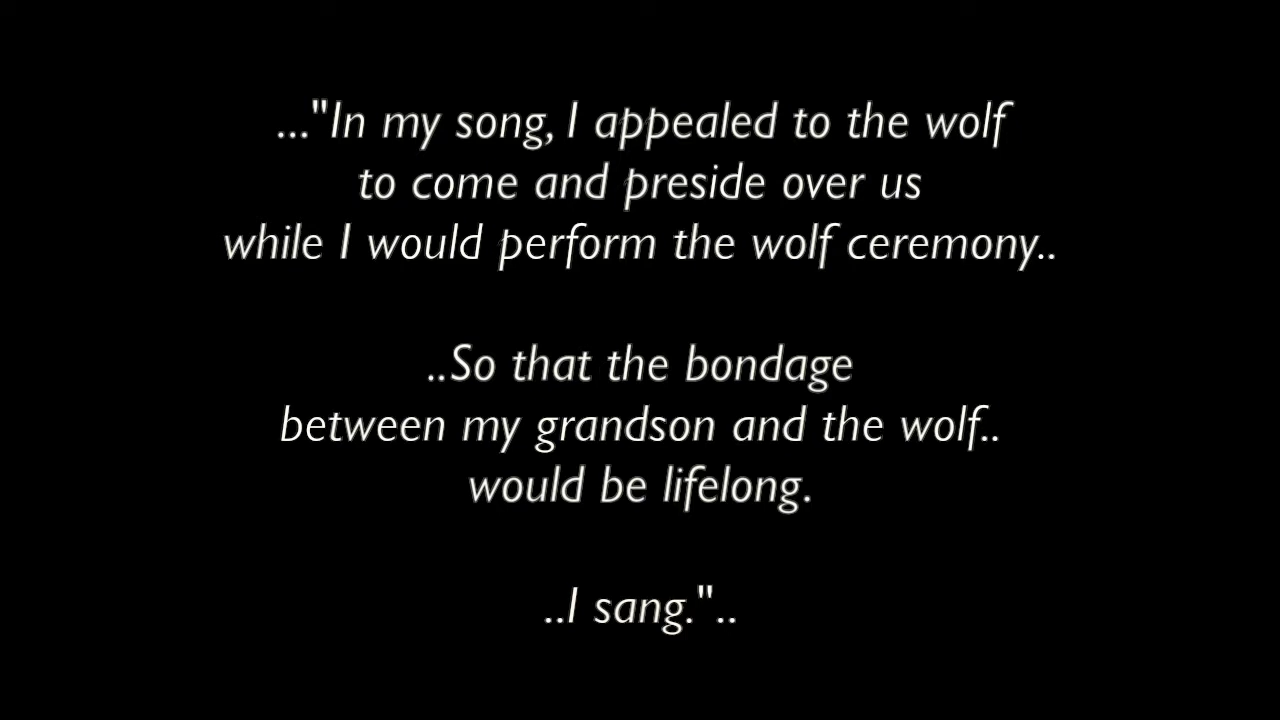 ..."In my song, I appealed to the wolf
to come and preside over us
while I would perform the wolf ceremony..
..So that the bondage
between my grandson and the wolf..
would be lifelong.
..I sang."..